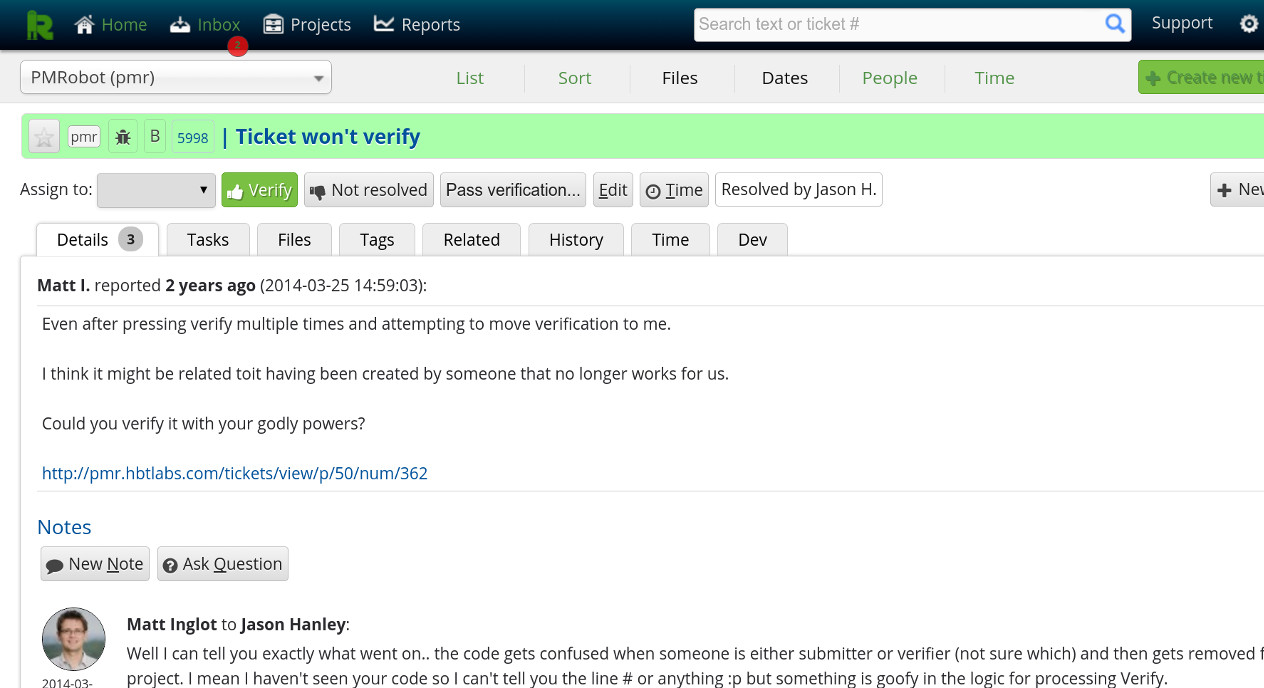 Home Inbox Projects Reports Search text or ticket # Support
2
PMRobot (pmr) List Sort Files Dates People Time Create new
pmr B 5998 | Ticket won't verify
Assign to: Verify Not resolved Pass verification... Edit Time Resolved by Jason H. New
Details 3 Tasks Files Tags Related History Time Dev
Matt I. reported 2 years ago (2014-03-25 14:59:03):
Even after pressing verify multiple times and attempting to move verification to me.
I think it might be related toit having been created by someone that no longer works for us.
Could you verify it with your godly powers?
http://pmr.hbtlabs.com/tickets/view/p/50/num/362
Notes
New Note Ask Question
Matt Inglot to Jason Hanley:
Well I can tell you exactly what went on.. the code gets confused when someone is either submitter or verifier (not sure which) and then gets removed
2014-03- project. I mean I haven't seen your code so I can't tell you the line # or anything :p but something is goofy in the logic for processing Verify.